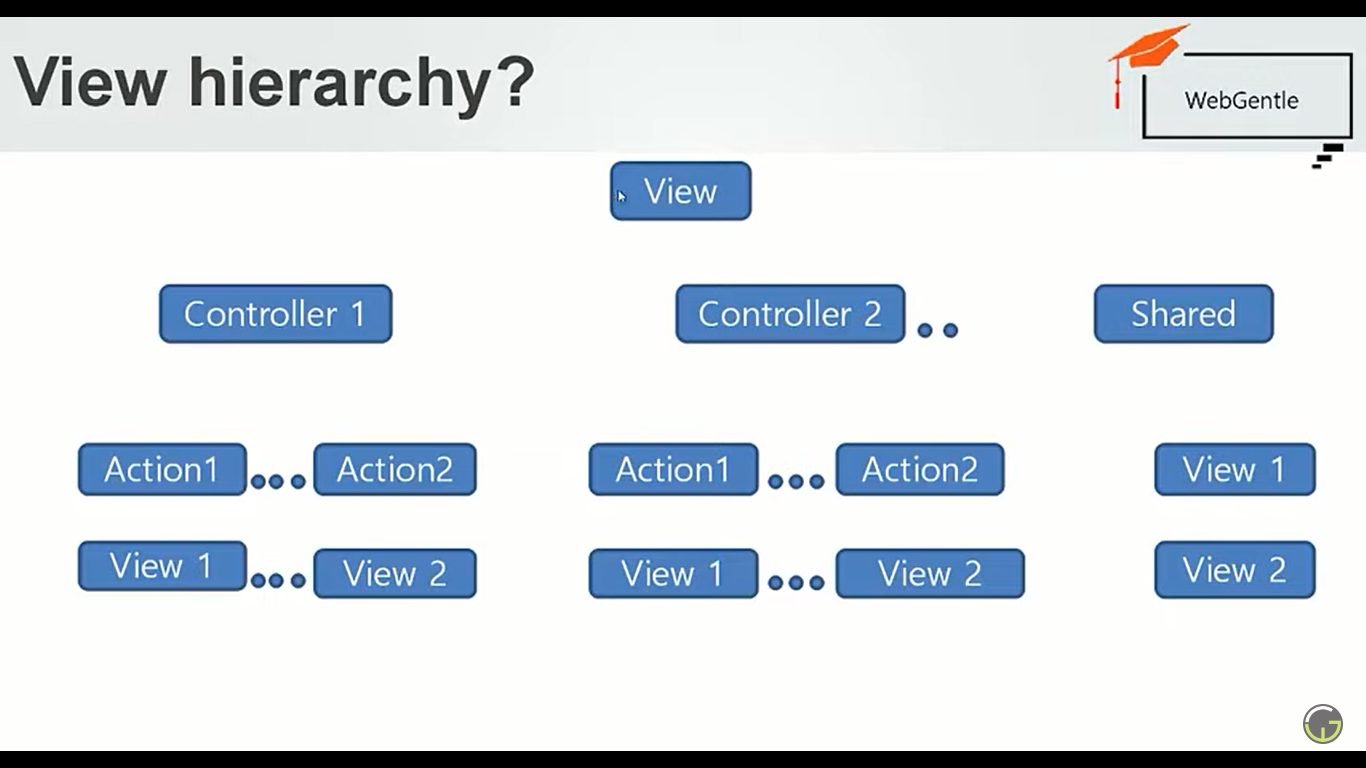 View hierarchy?
WebGentle
View
Controller 1
Controller 2
Shared
Action1
Action2
Action1
Action2
View 1
View 1
View 2
View 1
View 2
View 2